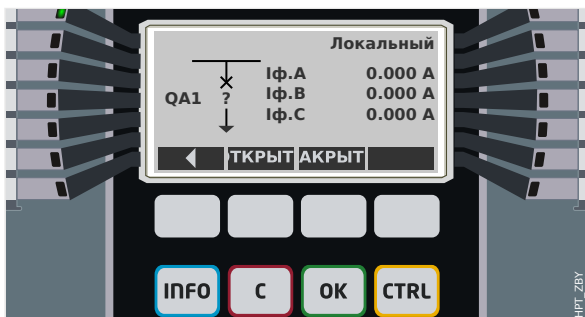 Локальный
Iф.A 0.000 A
QA1 ? Iф.B 0.000 A
Iф.C 0.000 A
ТКРЫТ АКРЫТ
INFO C OK CTRL
HPT_ZBY